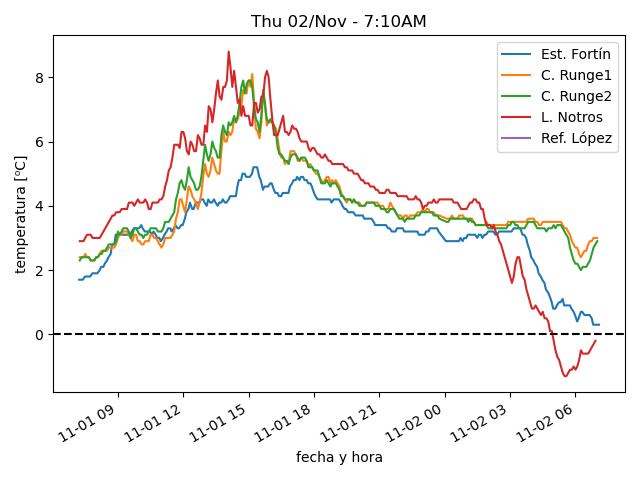 Thu 02/Nov - 7:10AM
Est. Fortín
C. Runge1
C. Runge2
L. Notros
Ref. López
temperatura [ºC]
8
6
4
2
0
11-01 09
11-01 12
11-01 15
11-01 18
11-01 21
11-02 00
11-02 03
11-02 06
fecha y hora